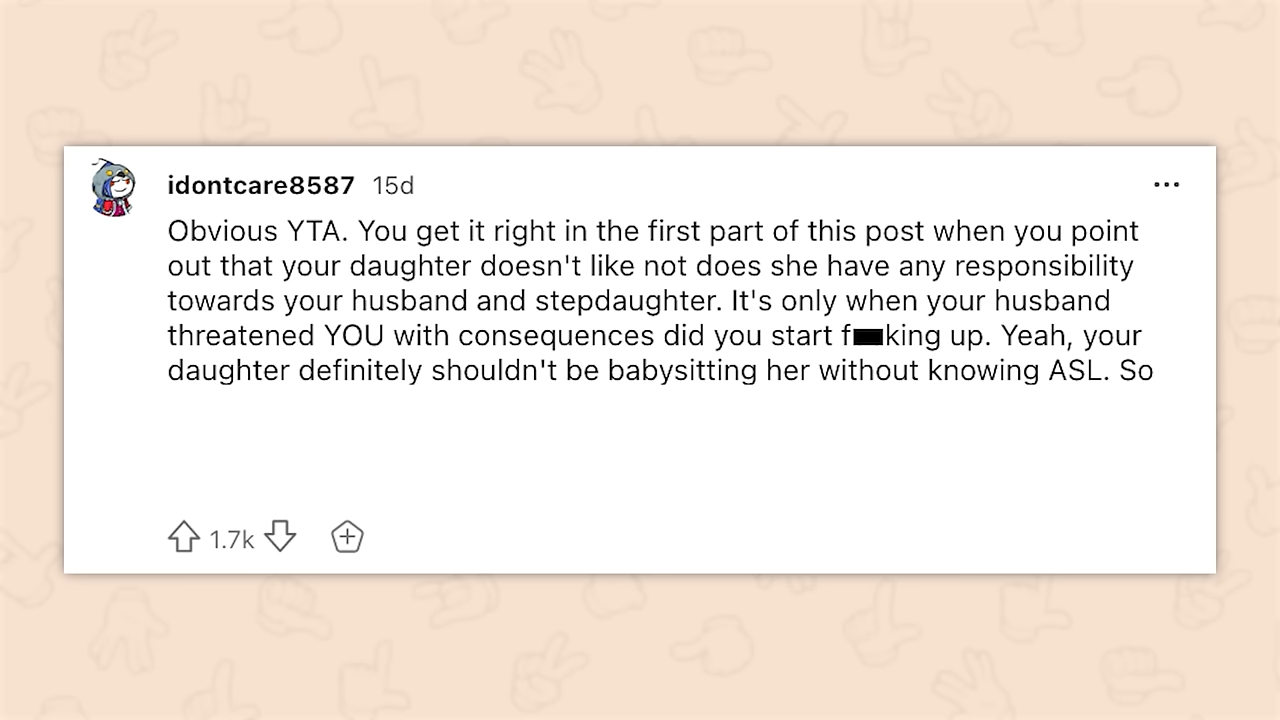 idontcare8587 15d
Obvious YTA. You get it right in the first part of this post when you point
out that your daughter doesn't like not does she have any responsibility
towards your husband and stepdaughter. It's only when your husband
threatened YOU with consequences did you start f██king up. Yeah, your
daughter definitely shouldn't be babysitting her without knowing ASL. So
1.7k